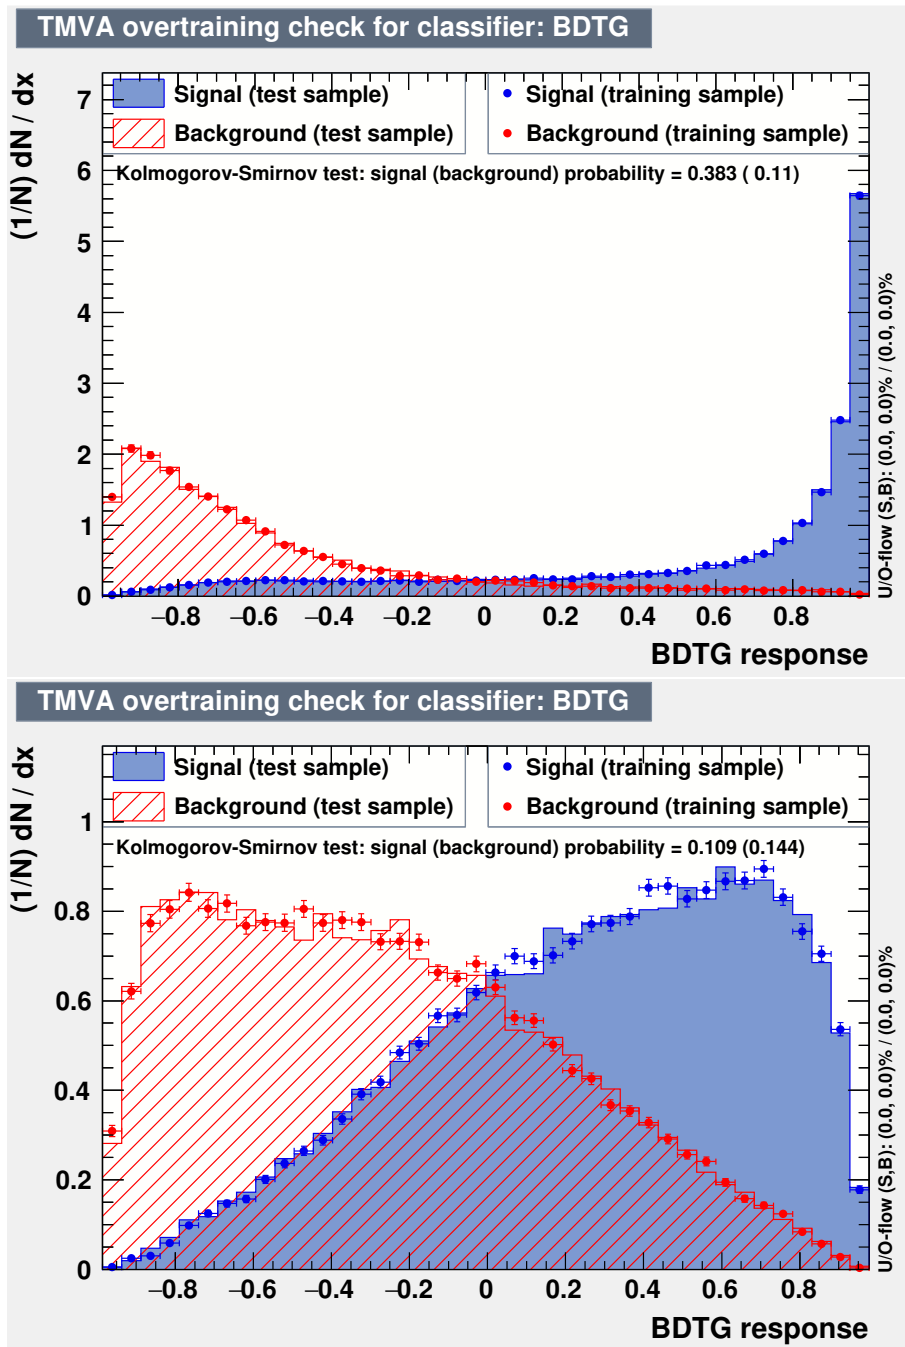 TMVA overtraining check for classifier: BDTG
(1/N) dN / dx
Signal (test sample)
Background (test sample)
Signal (training sample)
Background (training sample)
Kolmogorov-Smirnov test: signal (background) probability = 0.383 ( 0.11)
7
6
5
4
3
2
1
0
−0.8 −0.6 −0.4 −0.2 0 0.2 0.4 0.6 0.8
BDTG response
U/O-flow (S,B): (0.0, 0.0)% / (0.0, 0.0)%
TMVA overtraining check for classifier: BDTG
(1/N) dN / dx
Signal (test sample)
Background (test sample)
Signal (training sample)
Background (training sample)
Kolmogorov-Smirnov test: signal (background) probability = 0.109 (0.144)
1
0.8
0.6
0.4
0.2
0
−0.8 −0.6 −0.4 −0.2 0 0.2 0.4 0.6 0.8
BDTG response
U/O-flow (S,B): (0.0, 0.0)% / (0.0, 0.0)%